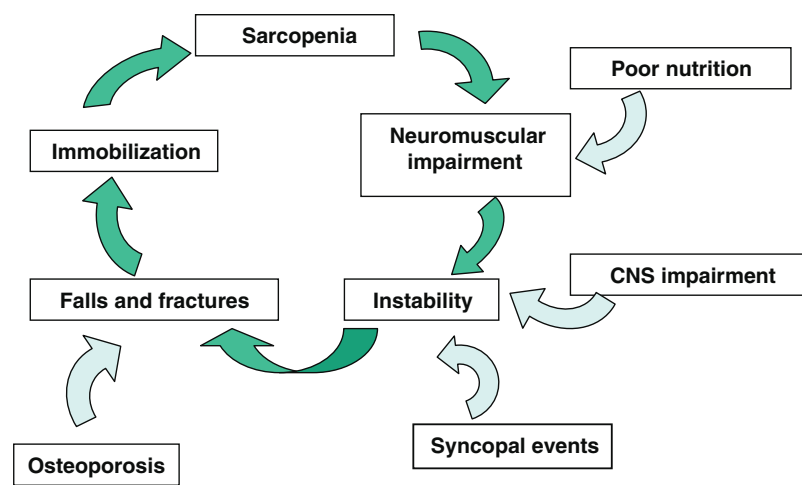 Sarcopenia
Poor nutrition
Neuromuscular
impairment
Immobilization
CNS impairment
Falls and fractures
Instability
Syncopal events
Osteoporosis